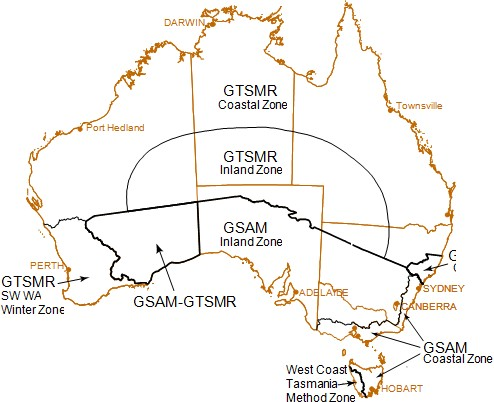 DARWIN
GTSMR
Coastal Zone
Townsville
Port Hedland
GTSMR
Inland Zone
GSAM
Inland Zone
PERTH
GTSMR
SW WA
Winter Zone
GSAM-GTSMR
ADELAIDE
SYDNEY
CANBERRA
GSAM
Coastal Zone
West Coast
Tasmania
Method Zone
HOBART